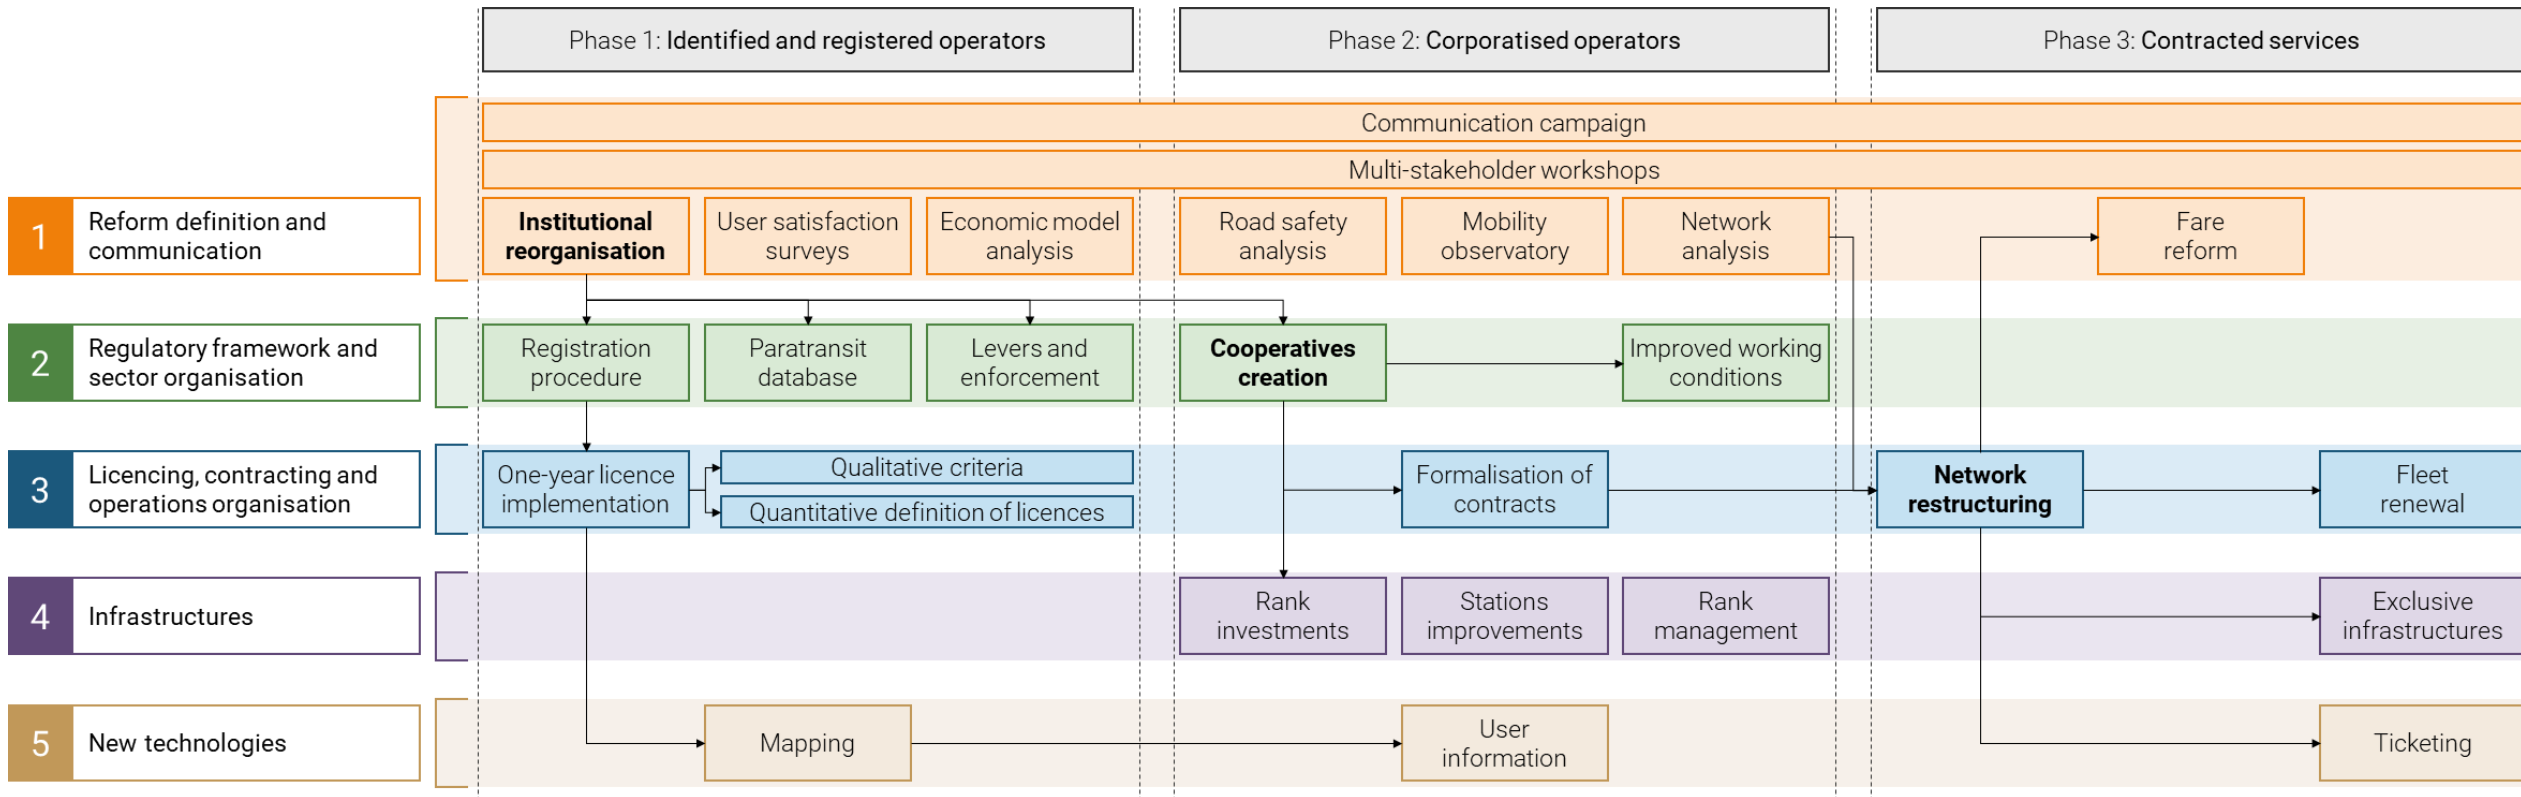 Phase 1: Identified and registered operators
Phase 2: Corporatised operators
Phase 3: Contracted services
Communication campaign
Multi-stakeholder workshops
1
Reform definition and
communication
Institutional
reorganisation
User satisfaction
surveys
Economic model
analysis
Road safety
analysis
Mobility
observatory
Network
analysis
Fare
reform
2
Regulatory framework and
sector organisation
Registration
procedure
Paratransit
database
Levers and
enforcement
Cooperatives
creation
Improved working
conditions
3
Licencing, contracting and
operations organisation
One-year licence
implementation
Qualitative criteria
Quantitative definition of licences
Formalisation of
contracts
Network
restructuring
Fleet
renewal
4
Infrastructures
Rank
investments
Stations
improvements
Rank
management
Exclusive
infrastructures
5
New technologies
Mapping
User
information
Ticketing